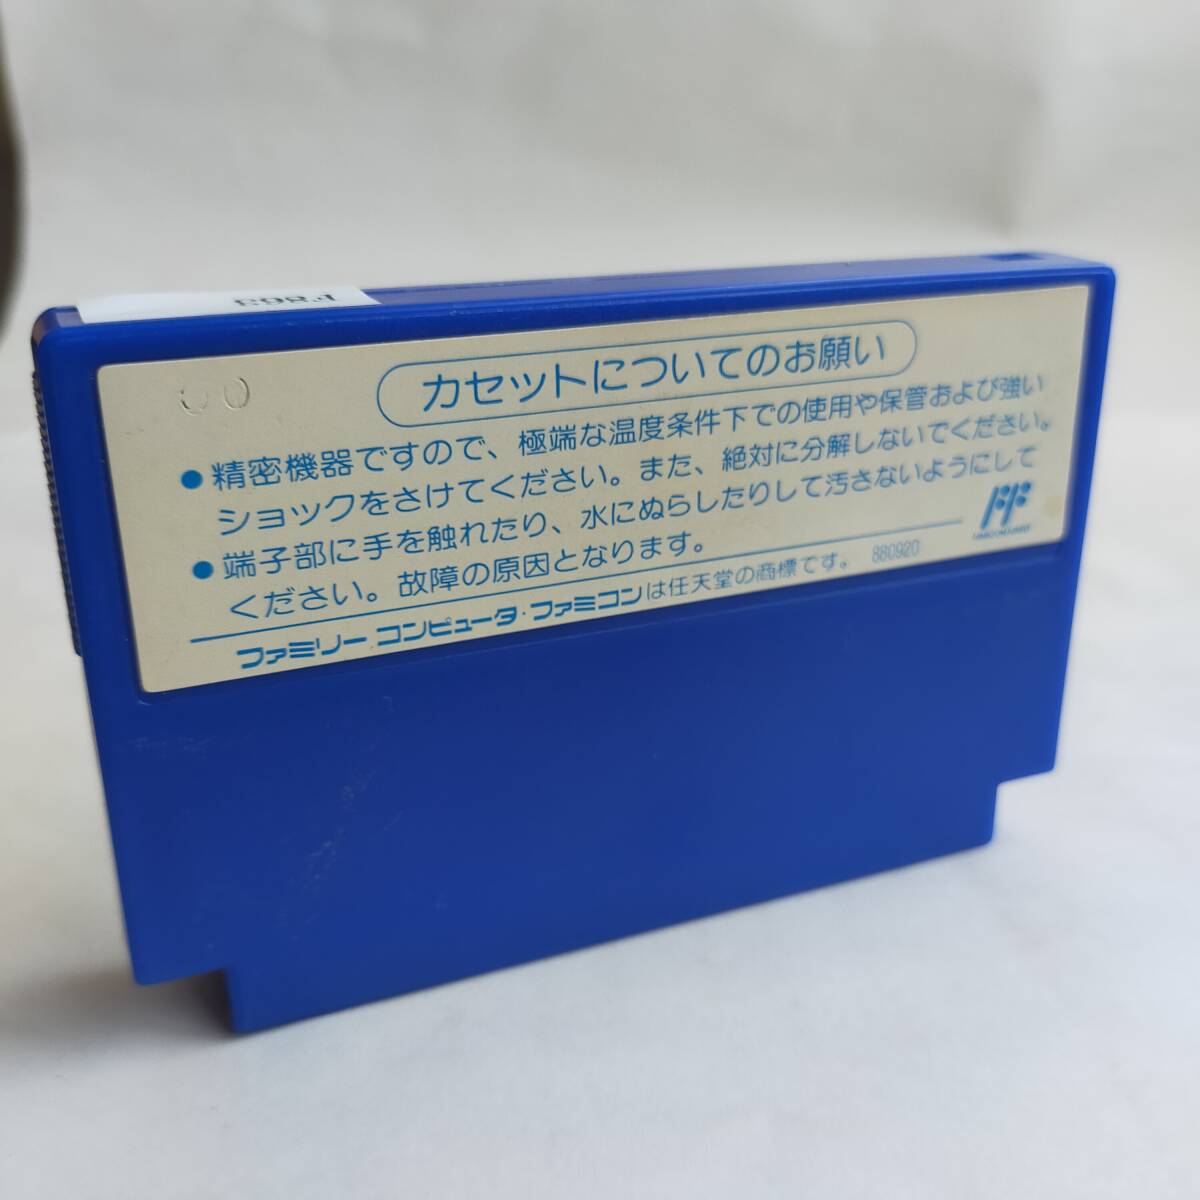 F863
カセットについてのお願い
●精密機器ですので、極端な温度条件下での使用や保管および強い
ショックをさけてください。また、絶対に分解しないでください。
●端子部に手を触れたり、水にぬらしたりして汚さないようにして
ください。故障の原因となります。
ファミリーコンピュータ・ファミコンは任天堂の商標です。 880920
FF